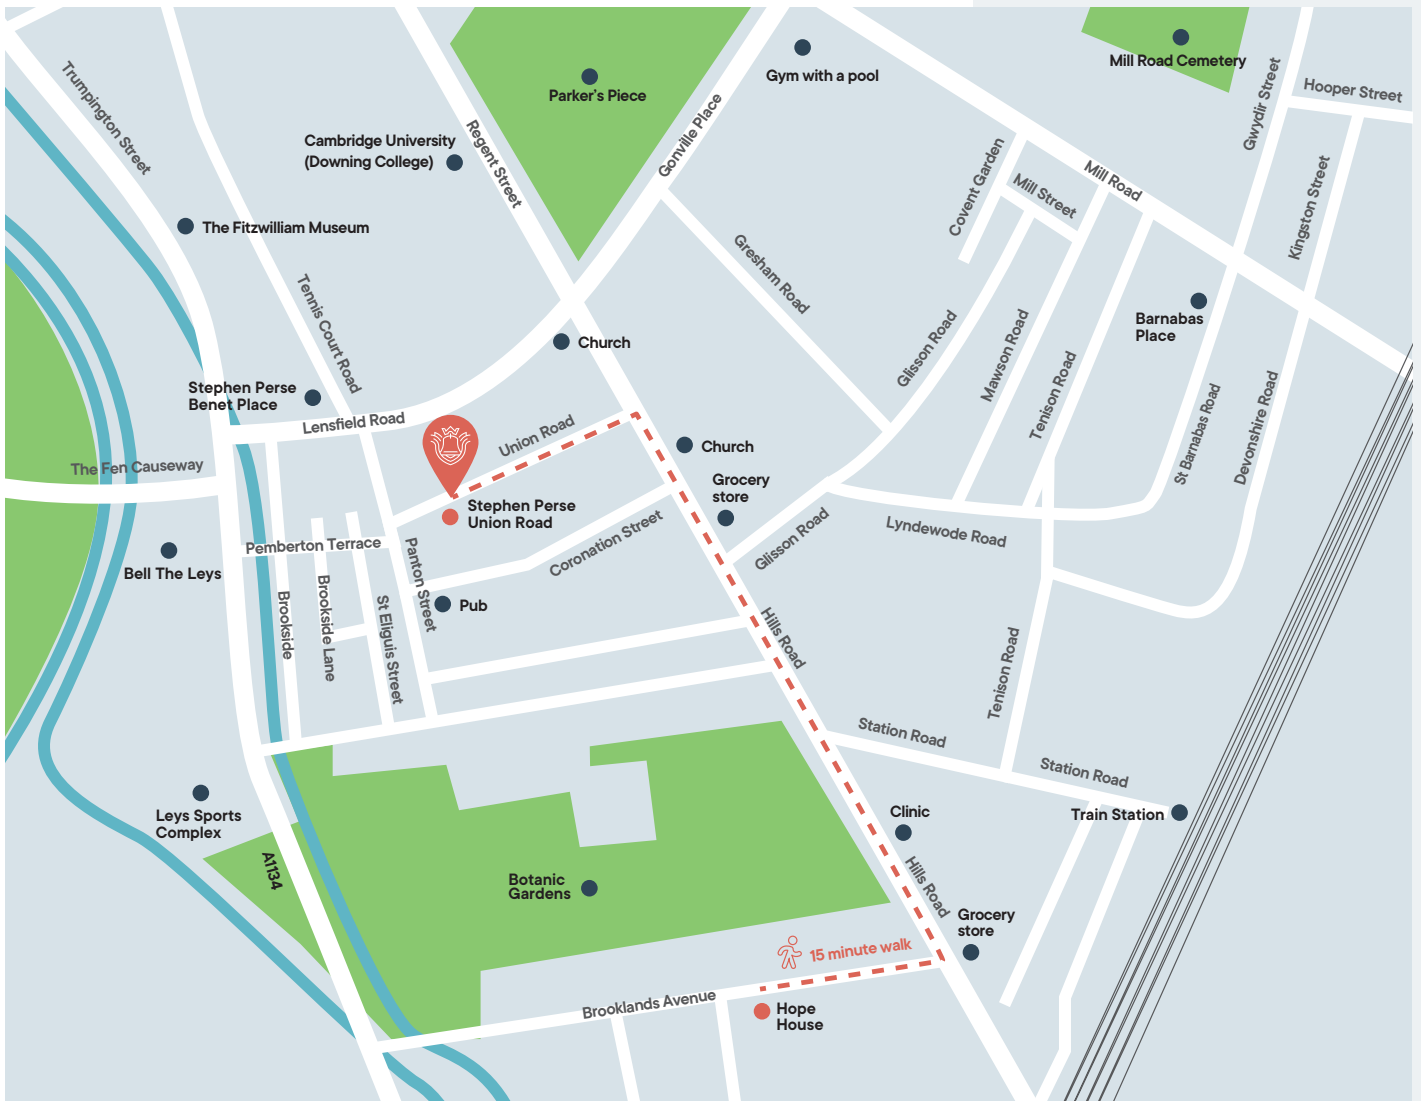 Mill Road Cemetery
Gym with a pool
Parker's Piece
Trumpington Street
Regent Street
Gonville Place
Gwydir Street
Hooper Street
Cambridge University
(Downing College)
Covent Garden
Mill Street
Mill Road
Kingston Street
The Fitzwilliam Museum
Tennis Court Road
Gresham Road
Glisson Road
Mawson Road
Tenison Road
Barnabas
Place
Church
Stephen Perse
Benet Place
Lensfield Road
Union Road
St Barnabas Road
Devonshire Road
Church
The Fen Causeway
Grocery
store
Stephen Perse
Union Road
Coronation Street
Glisson Road
Lyndewode Road
Pemberton Terrace
Bell The Leys
Panton Street
Pub
Brookside
Brookside Lane
St Eliguis Street
Hills Road
Tenison Road
Station Road
Station Road
Leys Sports
Complex
Clinic
Train Station
A1134
Botanic
Gardens
Hills Road
Grocery
store
15 minute walk
Brooklands Avenue
Hope
House